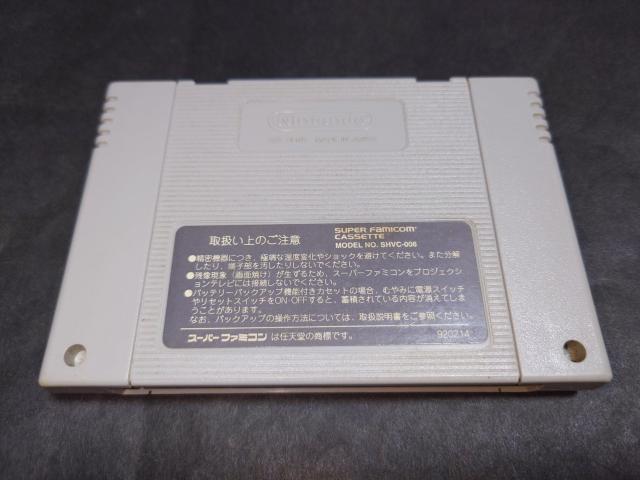 Nintendo
取扱い上のご注意
SUPER FAMICOM
CASSETTE
MODEL NO. SHVC-006
●精密機器につき、極端な温度変化やショックを避けてください。また分解
したり、端子部を汚したりしないでください。
●残像現象(画面焼け)が生ずるため、スーパーファミコンをプロジェクシ
ョンテレビには接続しないでください。
●バッテリーバックアップ機能付きカセットの場合、むやみに電源スイッチ
やリセットスイッチをON・OFFすると、蓄積されている内容が消えてしま
うことがあります。
なお、バックアップの操作方法については、取扱説明書をご参照ください。
スーパーファミコン は任天堂の商標です。
920214